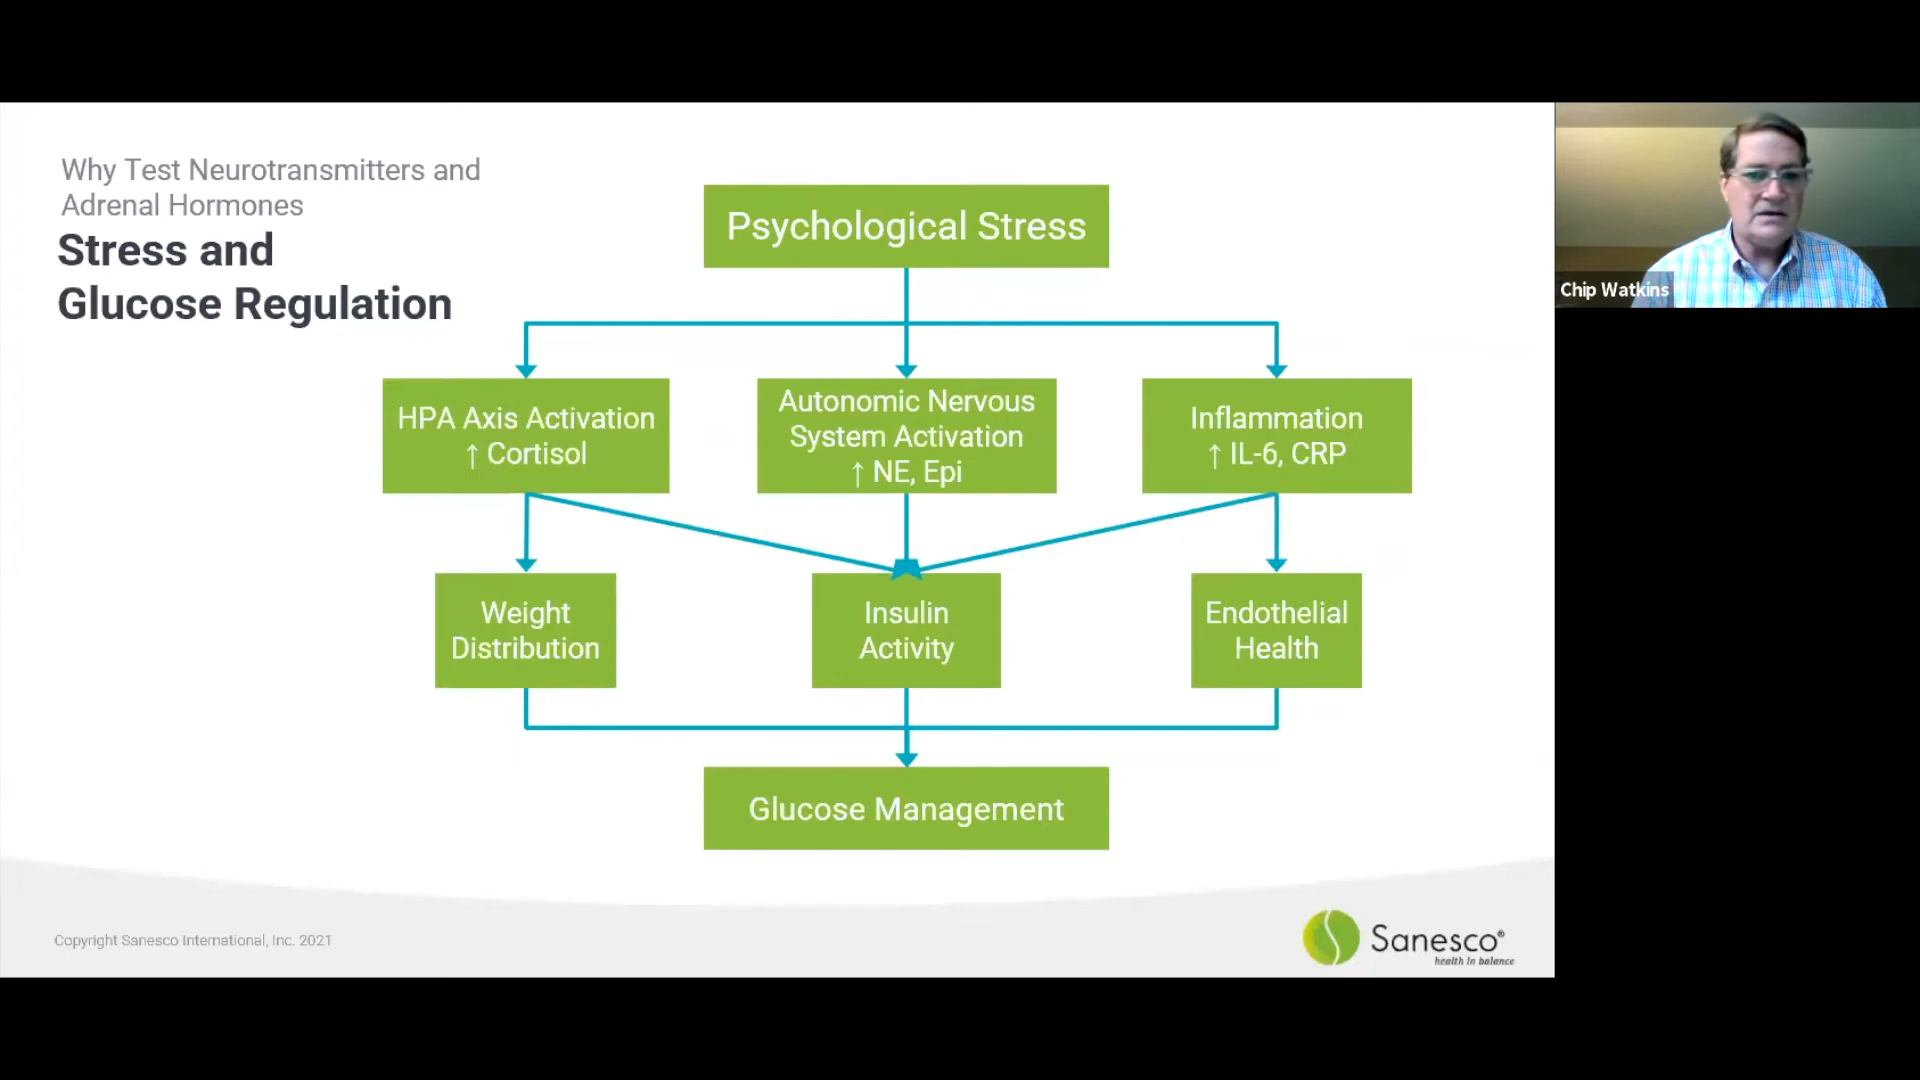 Why Test Neurotransmitters and
Adrenal Hormones
Stress and
Glucose Regulation
Psychological Stress
HPA Axis Activation
↑ Cortisol
Autonomic Nervous
System Activation
↑ NE, Epi
Inflammation
↑ IL-6, CRP
Weight
Distribution
Insulin
Activity
Endothelial
Health
Glucose Management
Copyright Sanesco International, Inc. 2021
Sanesco®
health in balance
Chip Watkins